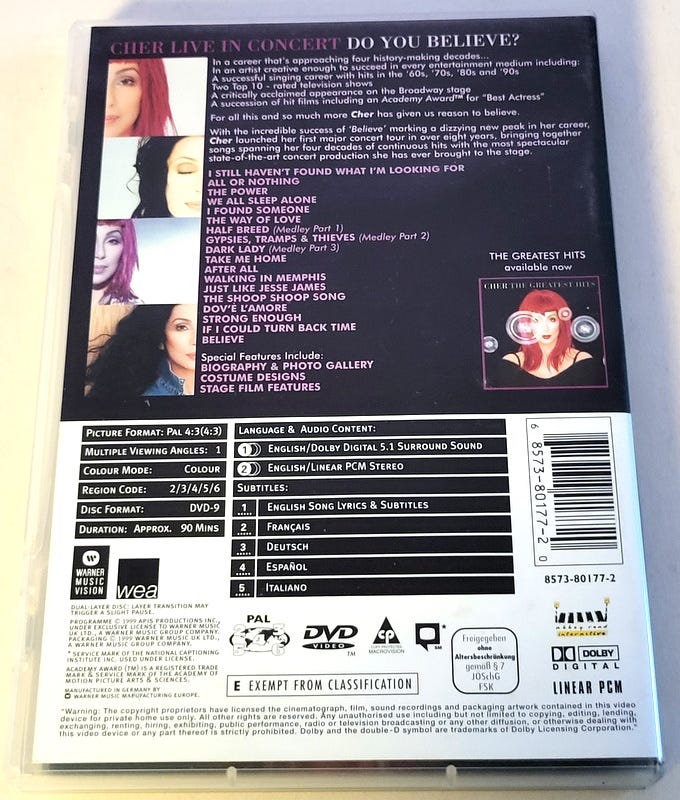 CHER LIVE IN CONCERT DO YOU BELIEVE?
In a career that's approaching four history-making decades...
In an artist creative enough to succeed in every entertainment medium including:
A successful singing career with hits in the '60s, '70s, '80s and '90s
Two Top 10 - rated television shows
A critically acclaimed appearance on the Broadway stage
A succession of hit films including an Academy Award™ for "Best Actress"
For all this and so much more Cher has given us reason to believe.
With the incredible success of 'Believe' marking a dizzying new peak in her career,
Cher launched her first major concert tour in over eight years, bringing together
songs spanning her four decades of continuous hits with the most spectacular
state-of-the-art concert production she has ever brought to the stage.
I STILL HAVEN'T FOUND WHAT I'M LOOKING FOR
ALL OR NOTHING
THE POWER
WE ALL SLEEP ALONE
I FOUND SOMEONE
THE WAY OF LOVE
HALF BREED (Medley Part 1)
GYPSIES, TRAMPS & THIEVES (Medley Part 2)
DARK LADY (Medley Part 3)
TAKE ME HOME
AFTER ALL
WALKING IN MEMPHIS
JUST LIKE JESSE JAMES
THE SHOOP SHOOP SONG
DOV'È L'AMORE
STRONG ENOUGH
IF I COULD TURN BACK TIME
BELIEVE
Special Features Include:
BIOGRAPHY & PHOTO GALLERY
COSTUME DESIGNS
STAGE FILM FEATURES
THE GREATEST HITS
available now
CHER THE GREATEST HITS
PICTURE FORMAT: PAL 4:3(4:3)
MULTIPLE VIEWING ANGLES: 1
COLOUR MODE: COLOUR
REGION CODE: 2/3/4/5/6
DISC FORMAT: DVD-9
DURATION: APPROX. 90 MINS
LANGUAGE & AUDIO CONTENT:
1 ENGLISH/DOLBY DIGITAL 5.1 SURROUND SOUND
2 ENGLISH/LINEAR PCM STEREO
SUBTITLES:
1 ENGLISH SONG LYRICS & SUBTITLES
2 FRANÇAIS
3 DEUTSCH
4 ESPAÑOL
5 ITALIANO
6 8573-80177-2 0
8573-80177-2
WARNER
MUSIC
VISION
wea
DUAL-LAYER DISC: LAYER TRANSITION MAY
TRIGGER A SLIGHT PAUSE.
PROGRAMME © 1999 APIS PRODUCTIONS INC.
UNDER EXCLUSIVE LICENSE TO WARNER MUSIC
UK LTD., A WARNER MUSIC GROUP COMPANY.
PACKAGING © 1999 WARNER MUSIC UK LTD.,
A WARNER MUSIC GROUP COMPANY.
* SERVICE MARK OF THE NATIONAL CAPTIONING
INSTITUTE INC. USED UNDER LICENSE.
ACADEMY AWARD (TM) IS A REGISTERED TRADE
MARK & SERVICE MARK OF THE ACADEMY OF
MOTION PICTURE ARTS & SCIENCES.
MANUFACTURED IN GERMANY BY
WARNER MUSIC MANUFACTURING EUROPE.
PAL
DVD
VIDEO
TM
CP
COPY PROTECTED
MACROVISION
*
Freigegeben
ohne
Altersbeschränkung
gemäß § 7
JÖSchG
FSK
abbey road
interactive
DOLBY
DIGITAL
LINEAR PCM
E EXEMPT FROM CLASSIFICATION
"Warning: The copyright proprietors have licensed the cinematograph, film, sound recordings and packaging artwork contained in this video
device for private home use only. All other rights are reserved. Any unauthorised use including but not limited to copying, editing, lending,
exchanging, renting, hiring, exhibiting, public performance, radio or television broadcasting or any other diffusion, or otherwise dealing with
this video device or any part thereof is strictly prohibited. Dolby and the double-D symbol are trademarks of Dolby Licensing Corporation."